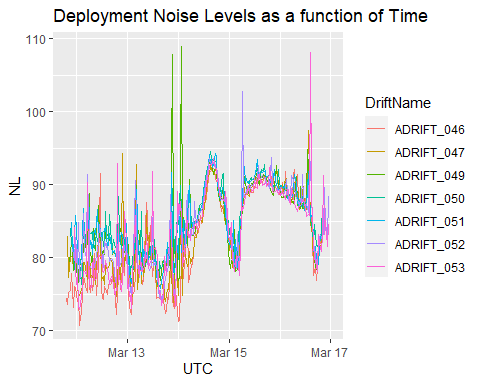 Deployment Noise Levels as a function of Time
110
100
90
80
70
NL
Mar 13
Mar 15
Mar 17
UTC
DriftName
ADRIFT_046
ADRIFT_047
ADRIFT_049
ADRIFT_050
ADRIFT_051
ADRIFT_052
ADRIFT_053